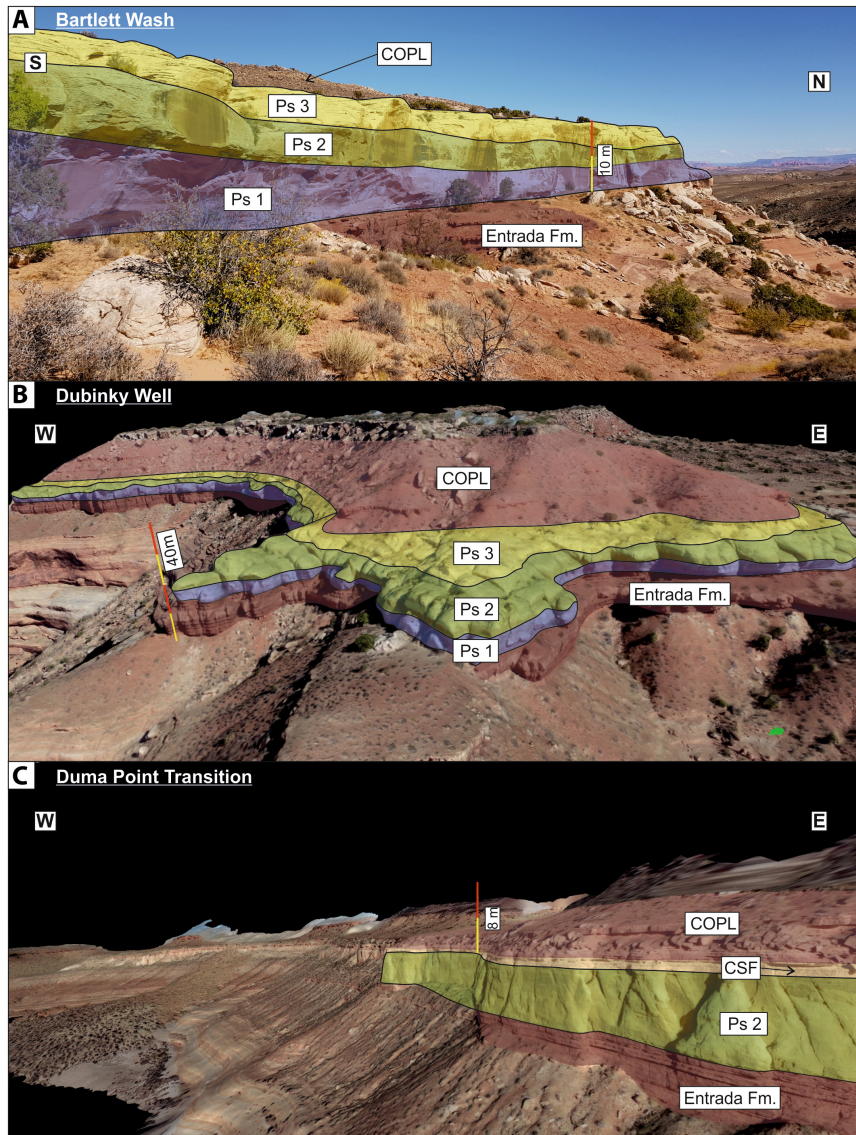 A Bartlett Wash
COPL
S
N
Ps 3
Ps 2
10 m
Ps 1
Entrada Fm.
B Dubinky Well
W
E
COPL
40m
Ps 3
Entrada Fm.
Ps 2
Ps 1
C Duma Point Transition
W
E
8 m
COPL
CSF
Ps 2
Entrada Fm.